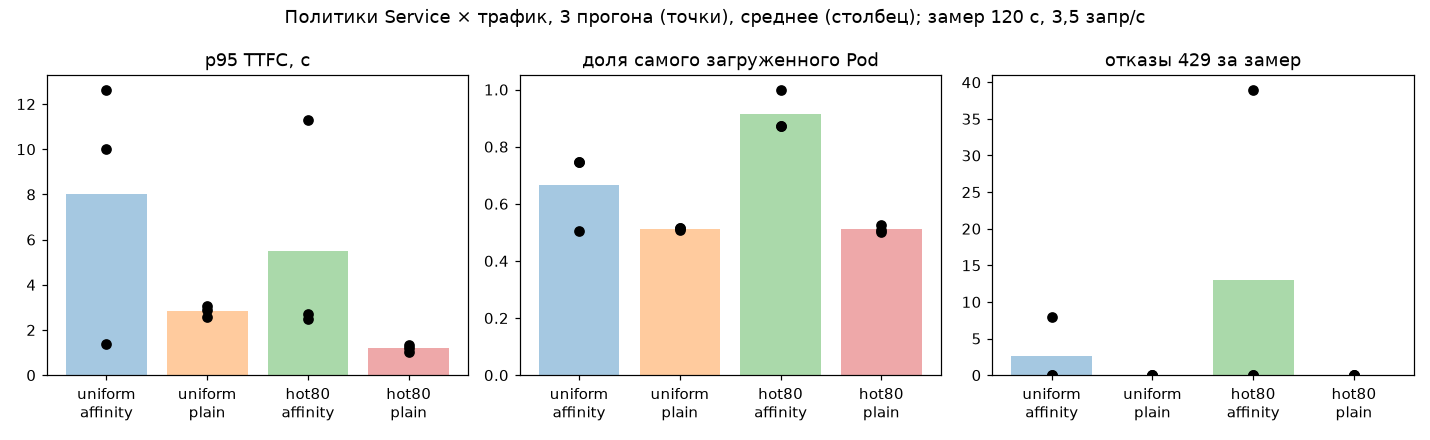 Политики Service × трафик, 3 прогона (точки), среднее (столбец); замер 120 с, 3,5 запр/с
p95 TTFC, с
12
10
8
6
4
2
0
uniform
affinity
uniform
plain
hot80
affinity
hot80
plain
доля самого загруженного Pod
1.0
0.8
0.6
0.4
0.2
0.0
uniform
affinity
uniform
plain
hot80
affinity
hot80
plain
отказы 429 за замер
40
35
30
25
20
15
10
5
0
uniform
affinity
uniform
plain
hot80
affinity
hot80
plain